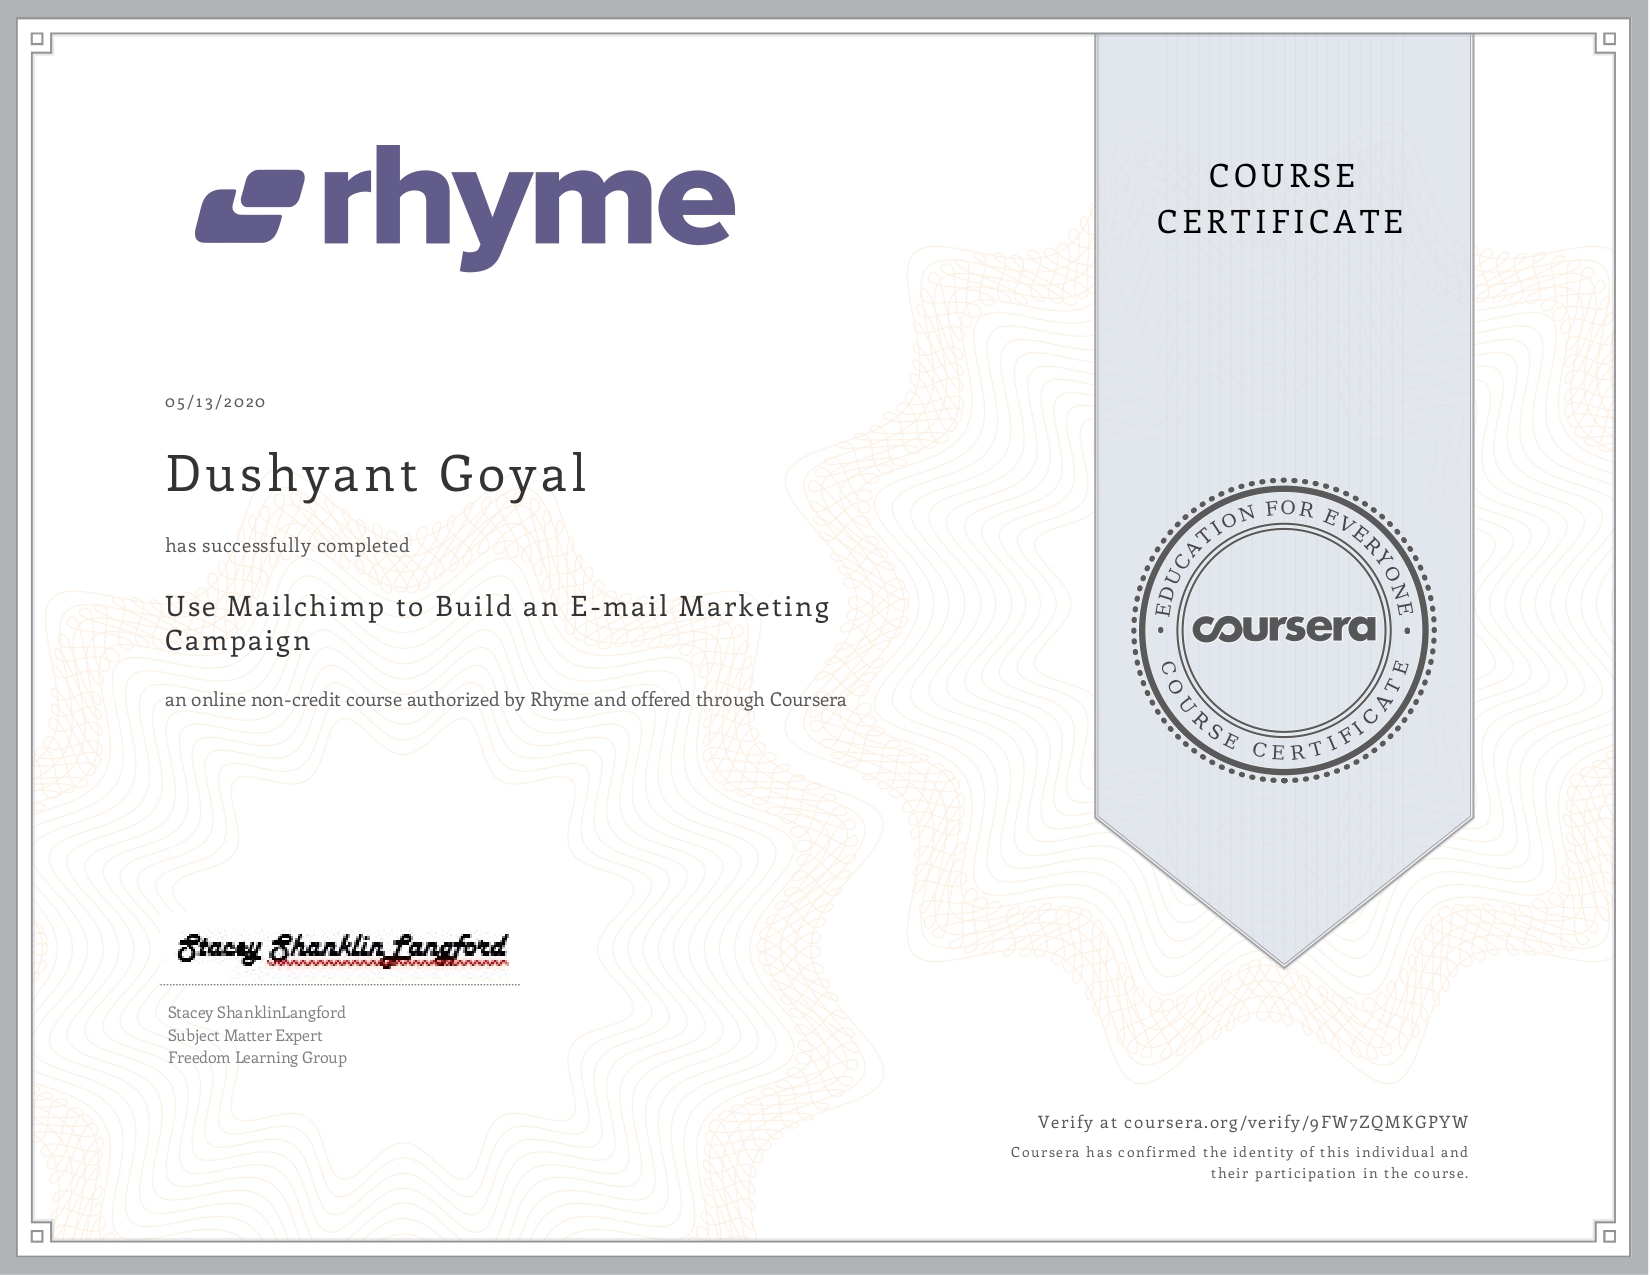 rhyme
COURSE
CERTIFICATE
05/13/2020
Dushyant Goyal
has successfully completed
Use Mailchimp to Build an E-mail Marketing
Campaign
an online non-credit course authorized by Rhyme and offered through Coursera
EDUCATION FOR EVERYONE
coursera
COURSE CERTIFICATE
Stacey ShanklinLangford
Stacey ShanklinLangford
Subject Matter Expert
Freedom Learning Group
Verify at coursera.org/verify/9FW7ZQMKGPYW
Coursera has confirmed the identity of this individual and
their participation in the course.